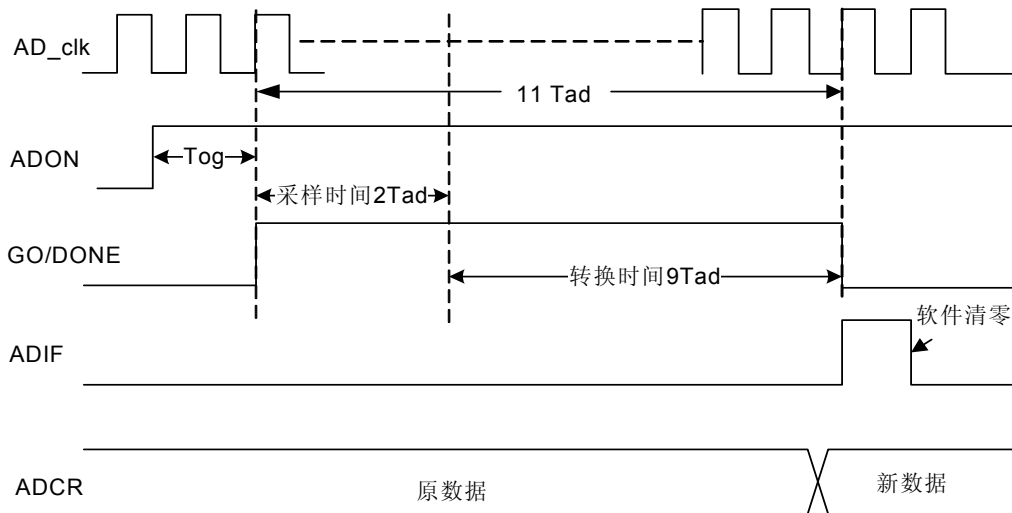 AD_clk
11 Tad
ADON
Tog
采样时间2Tad
GO/DONE
转换时间9Tad
软件清零
ADIF
ADCR
原数据
新数据